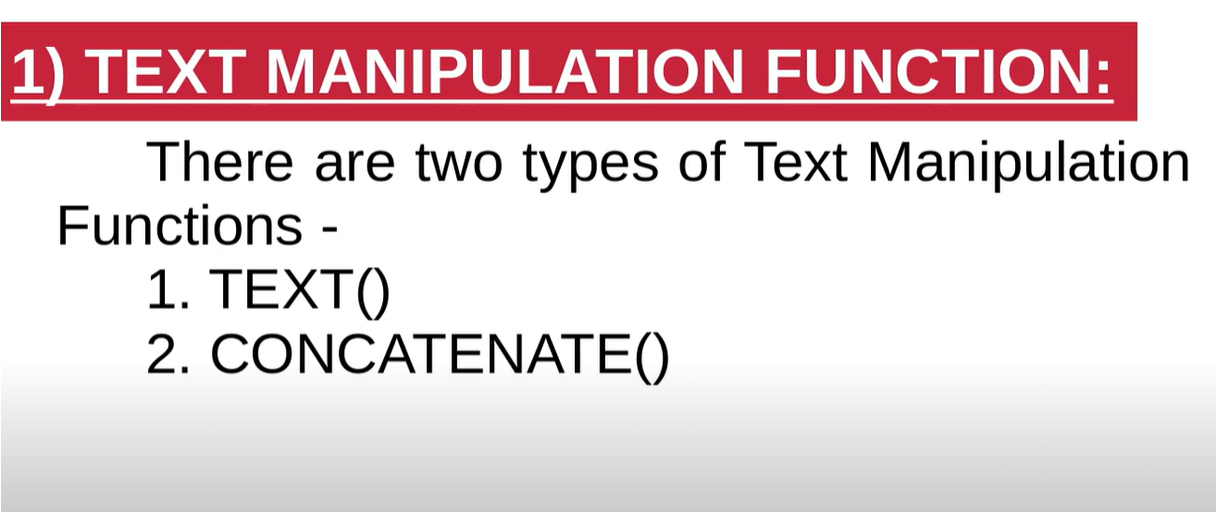 1) TEXT MANIPULATION FUNCTION:
There are two types of Text Manipulation
Functions -
1. TEXT()
2. CONCATENATE()